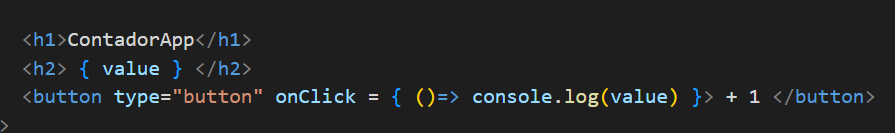 <h1>ContadorApp</h1>
<h2> { value } </h2>
<button type="button" onClick = { ()=> console.log(value) }> + 1 </button>
>